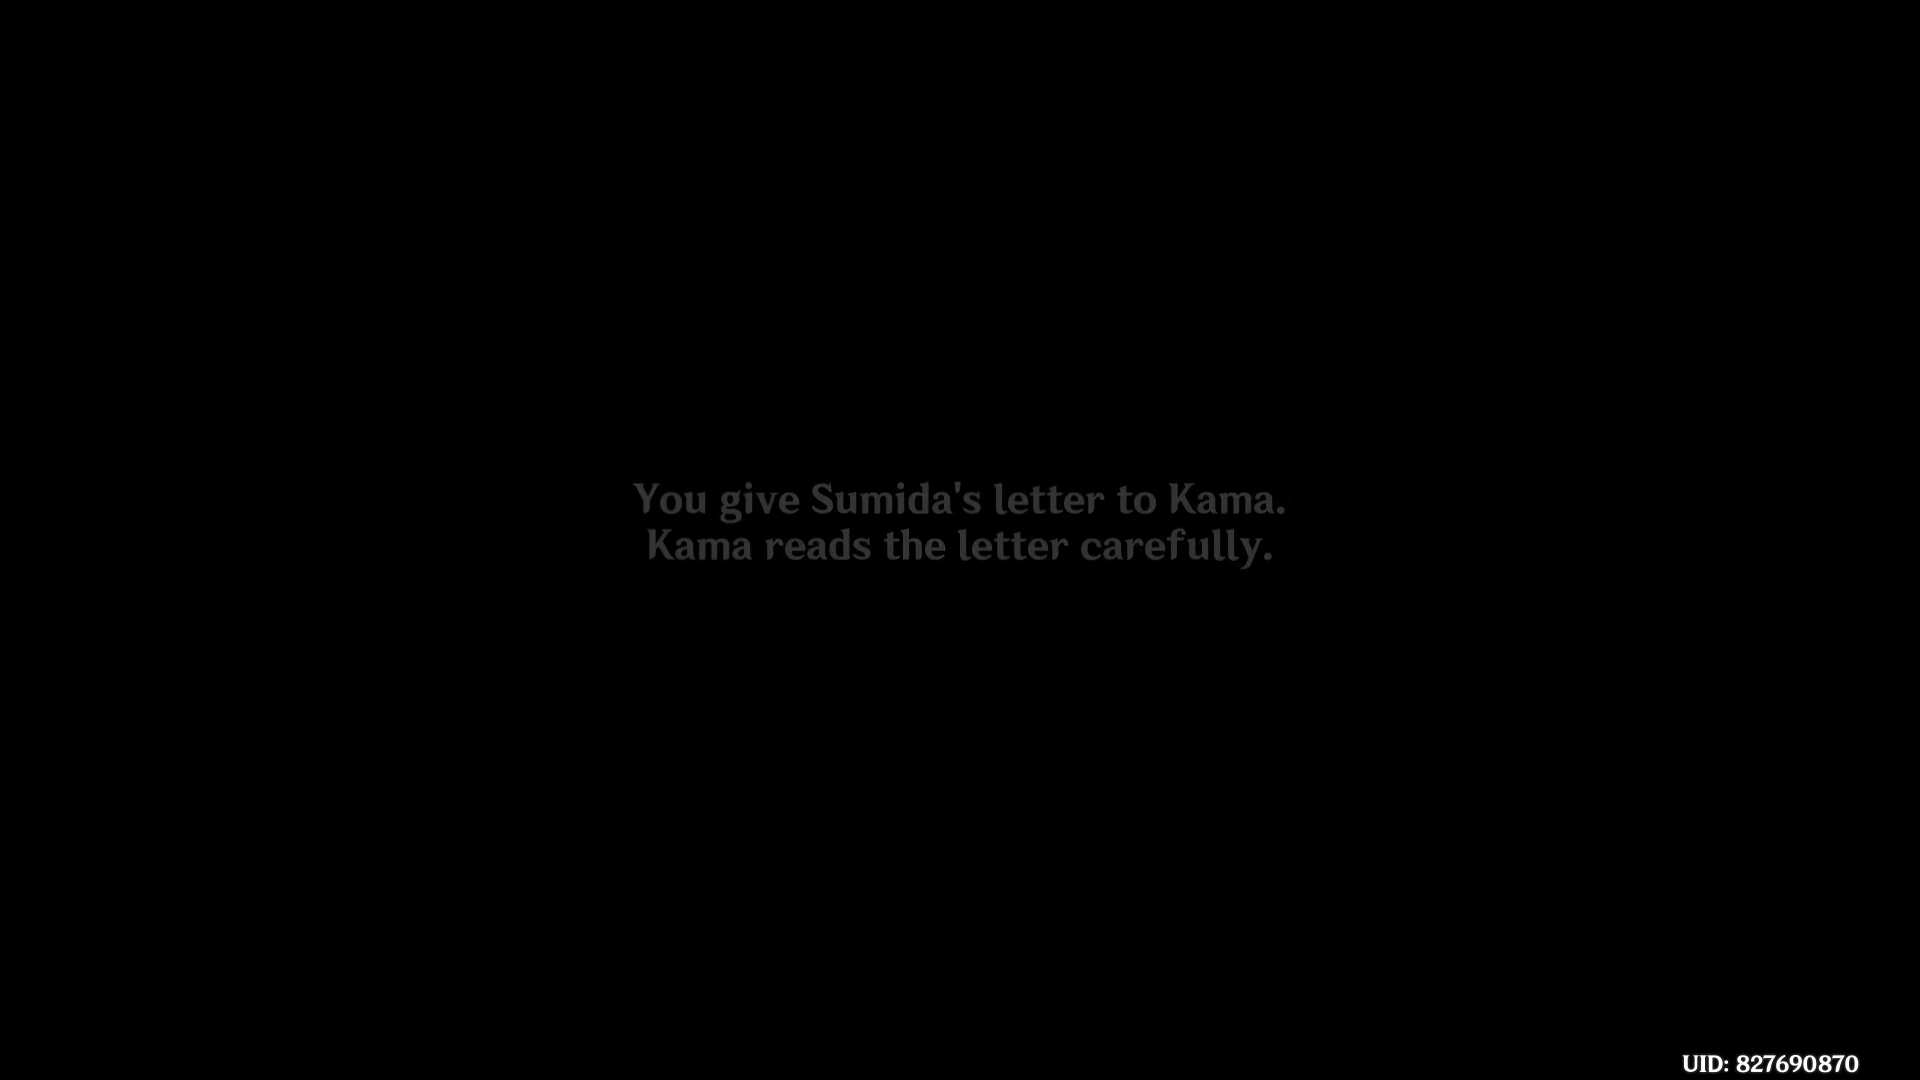 You give Sumida's letter to Kama.
Kama reads the letter carefully.
UID: 827690870